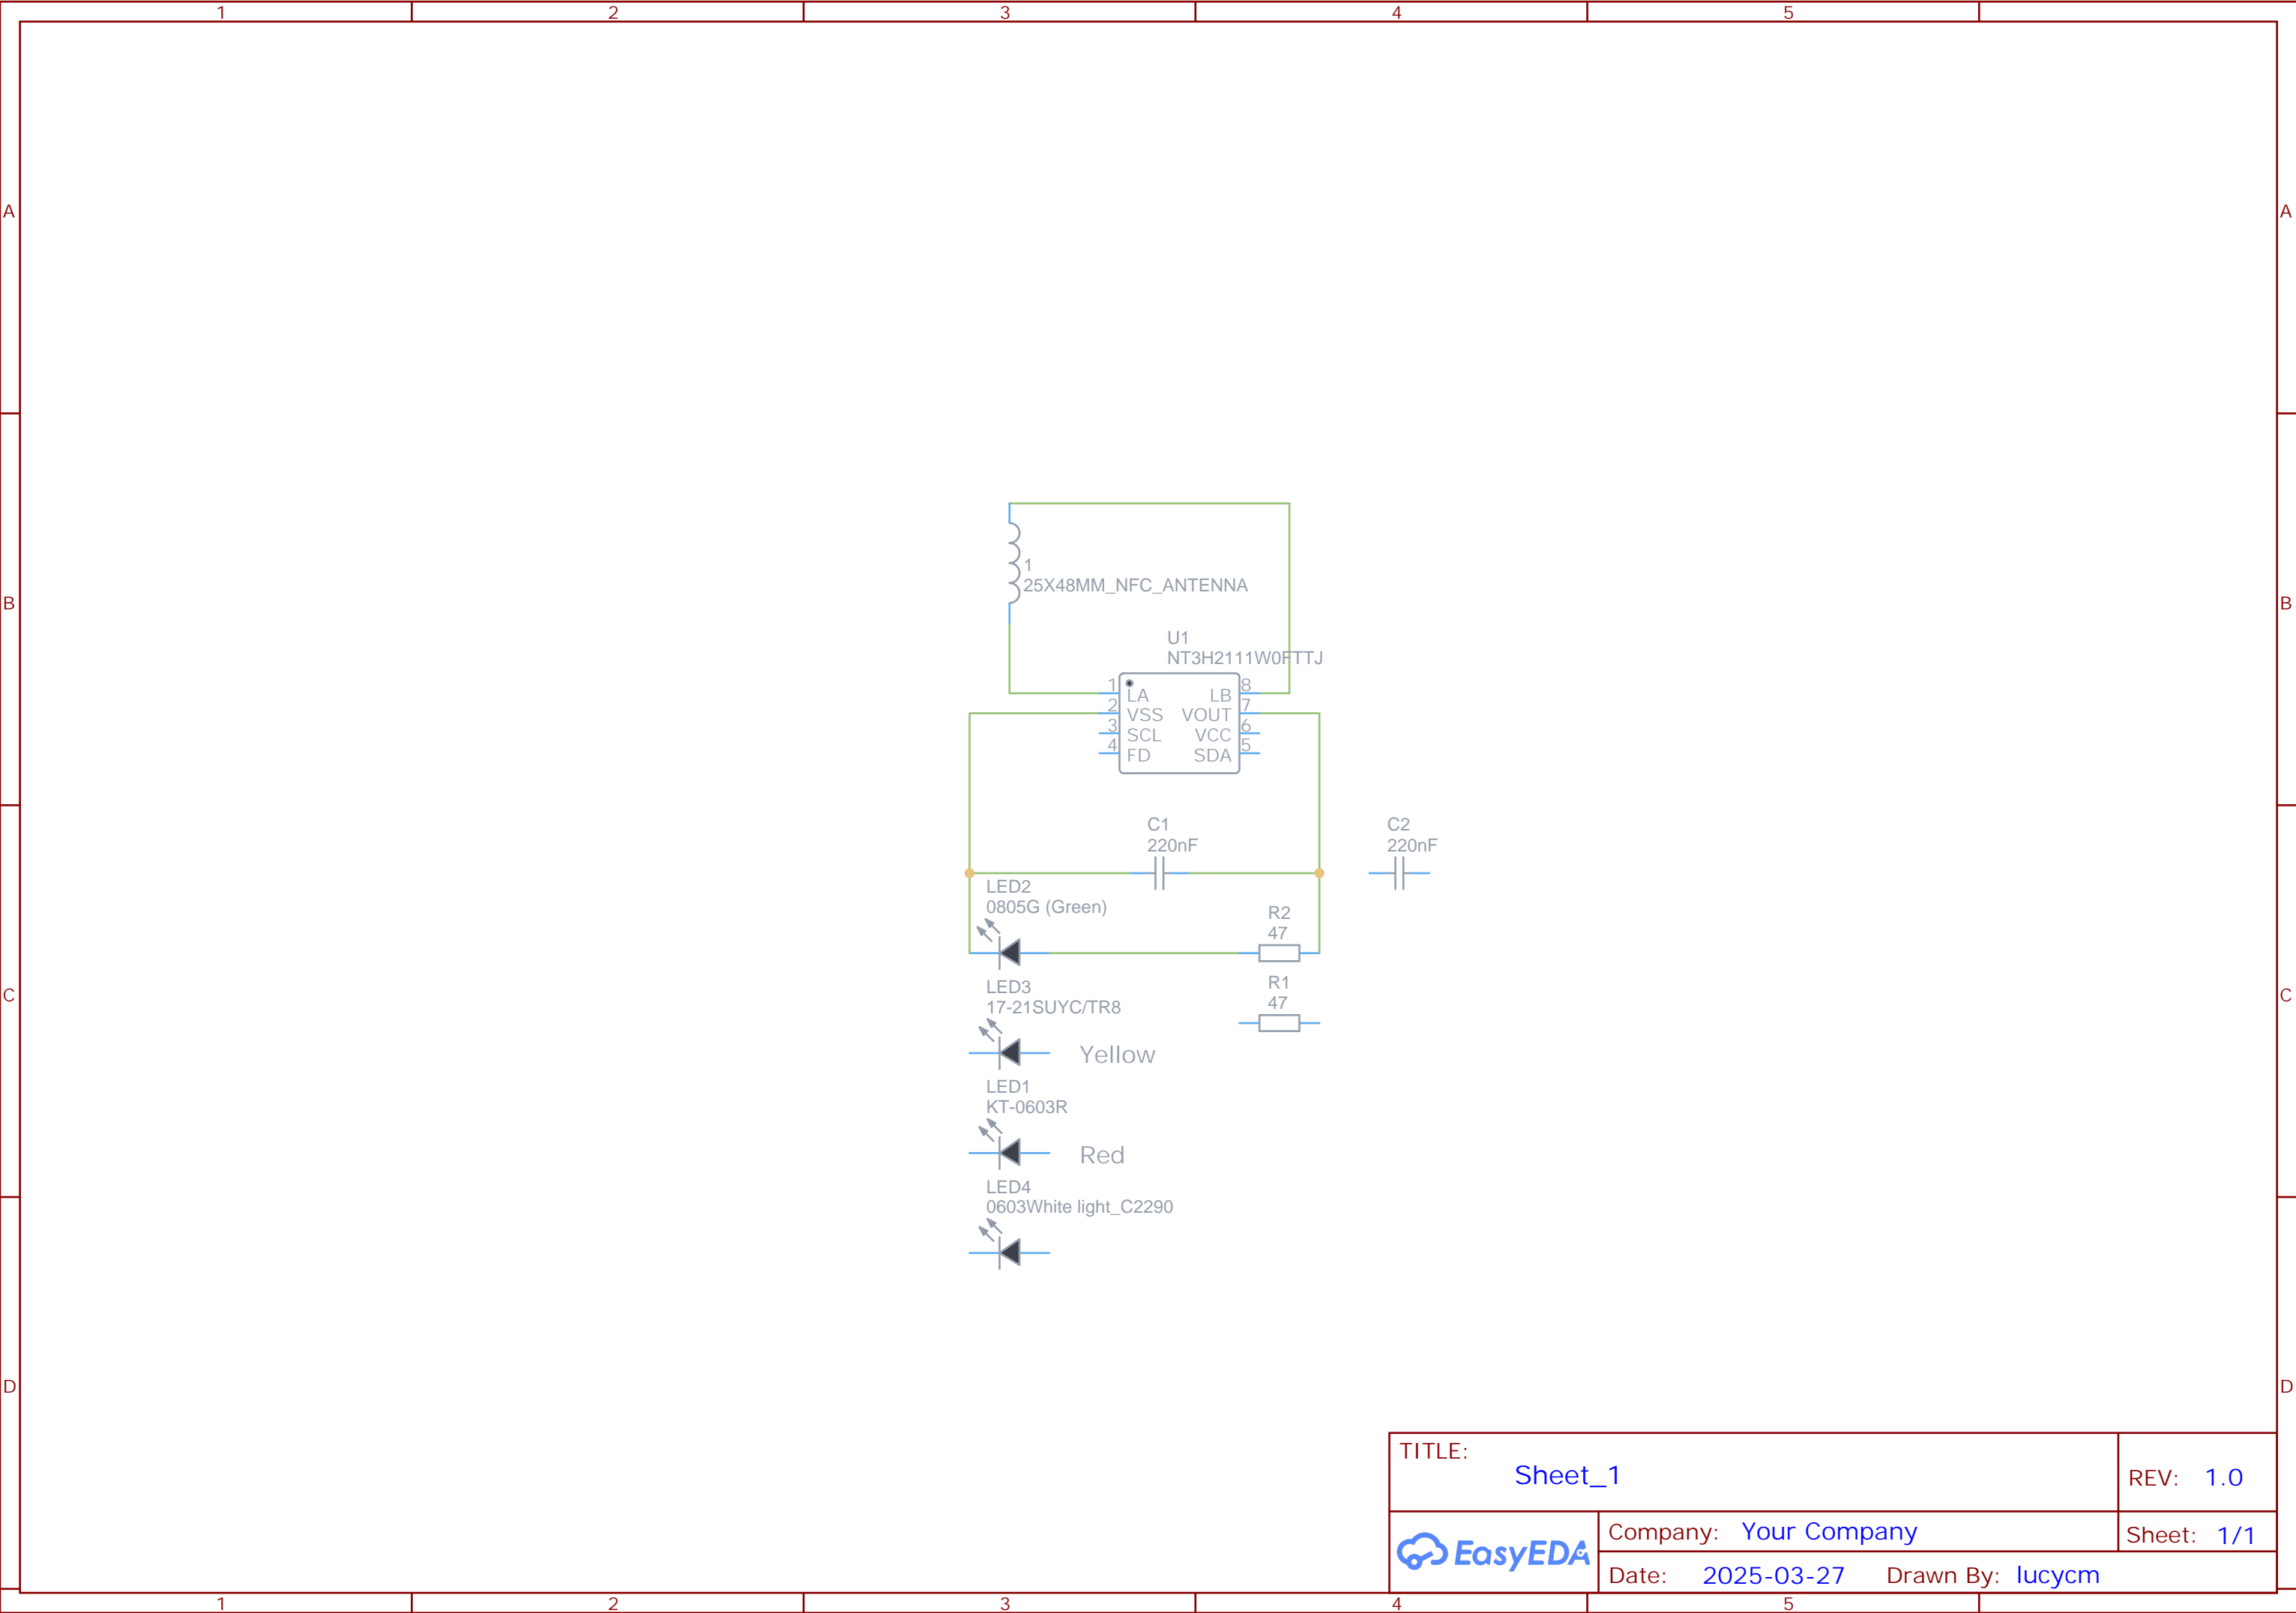 1 2 3 4 5
A A
B B
C C
D D
1
25X48MM_NFC_ANTENNA
U1
NT3H2111W0FTTJ
1 LA LB 8
2 VSS VOUT 7
3 SCL VCC 6
4 FD SDA 5
C1
220nF
C2
220nF
LED2
0805G (Green)
R2
47
LED3
17-21SUYC/TR8
R1
47
Yellow
LED1
KT-0603R
Red
LED4
0603White light_C2290
TITLE:
Sheet_1
REV: 1.0
EasyEDA
Company: Your Company
Sheet: 1/1
Date: 2025-03-27 Drawn By: lucycm
1 2 3 4 5